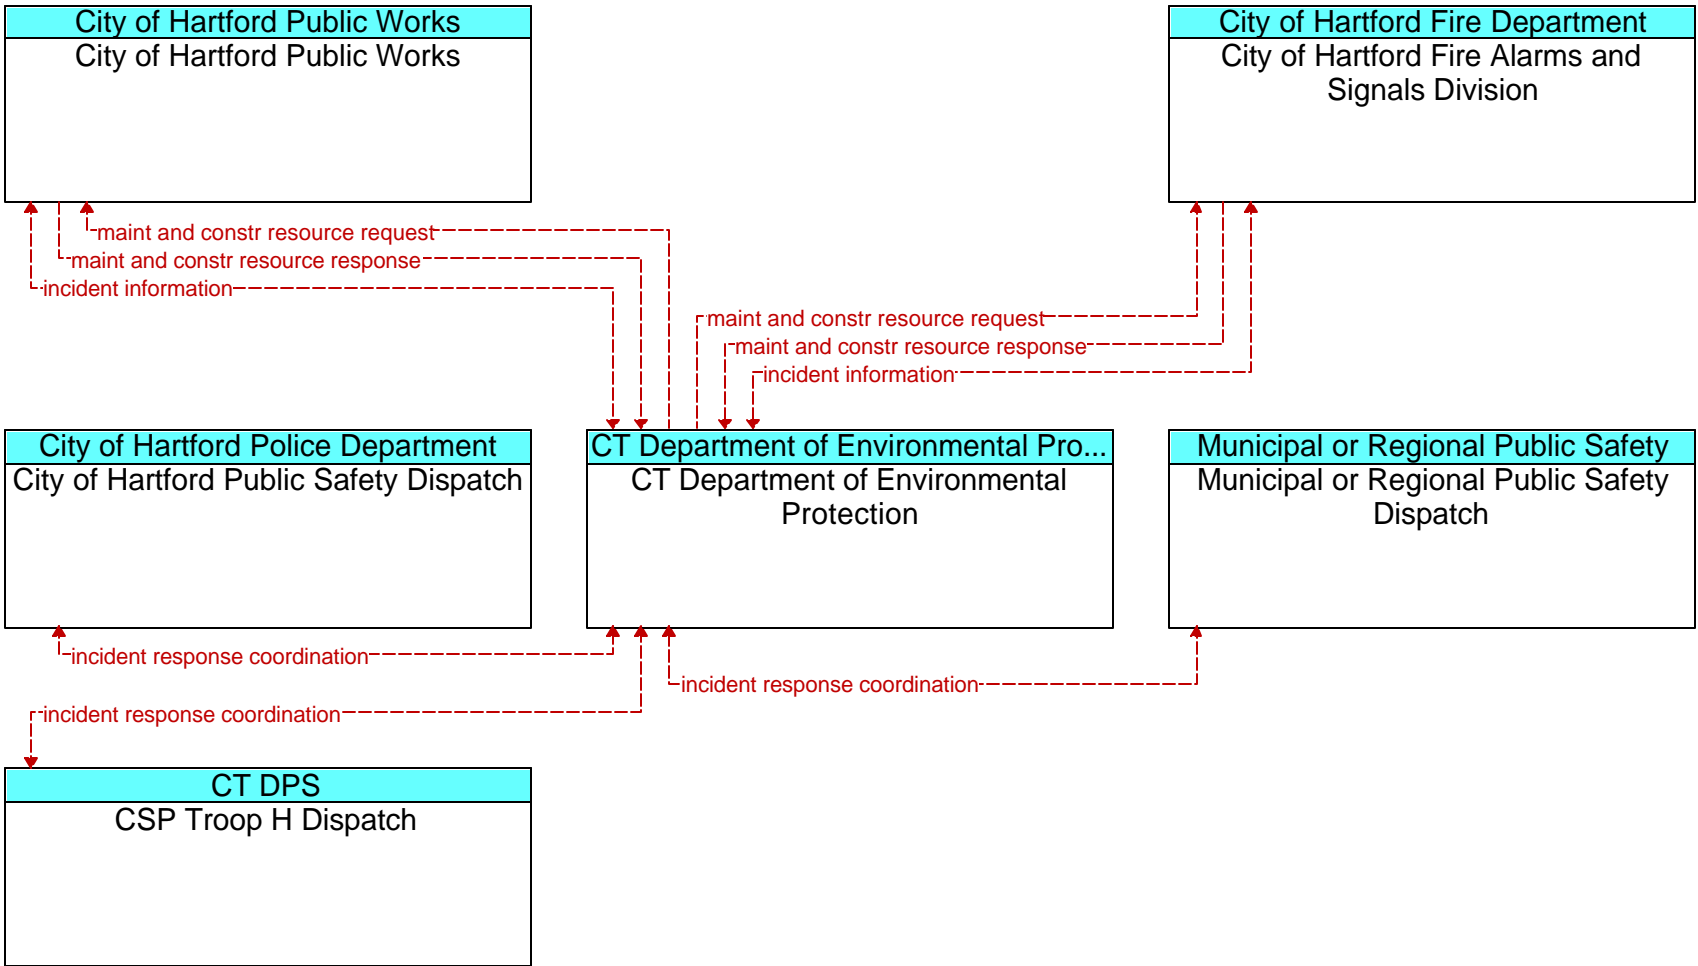 City of Hartford Public Works
City of Hartford Public Works
City of Hartford Fire Department
City of Hartford Fire Alarms and
Signals Division
maint and constr resource request
maint and constr resource response
incident information
maint and constr resource request
maint and constr resource response
incident information
City of Hartford Police Department
City of Hartford Public Safety Dispatch
CT Department of Environmental Pro...
CT Department of Environmental
Protection
Municipal or Regional Public Safety
Municipal or Regional Public Safety
Dispatch
incident response coordination
incident response coordination
incident response coordination
CT DPS
CSP Troop H Dispatch